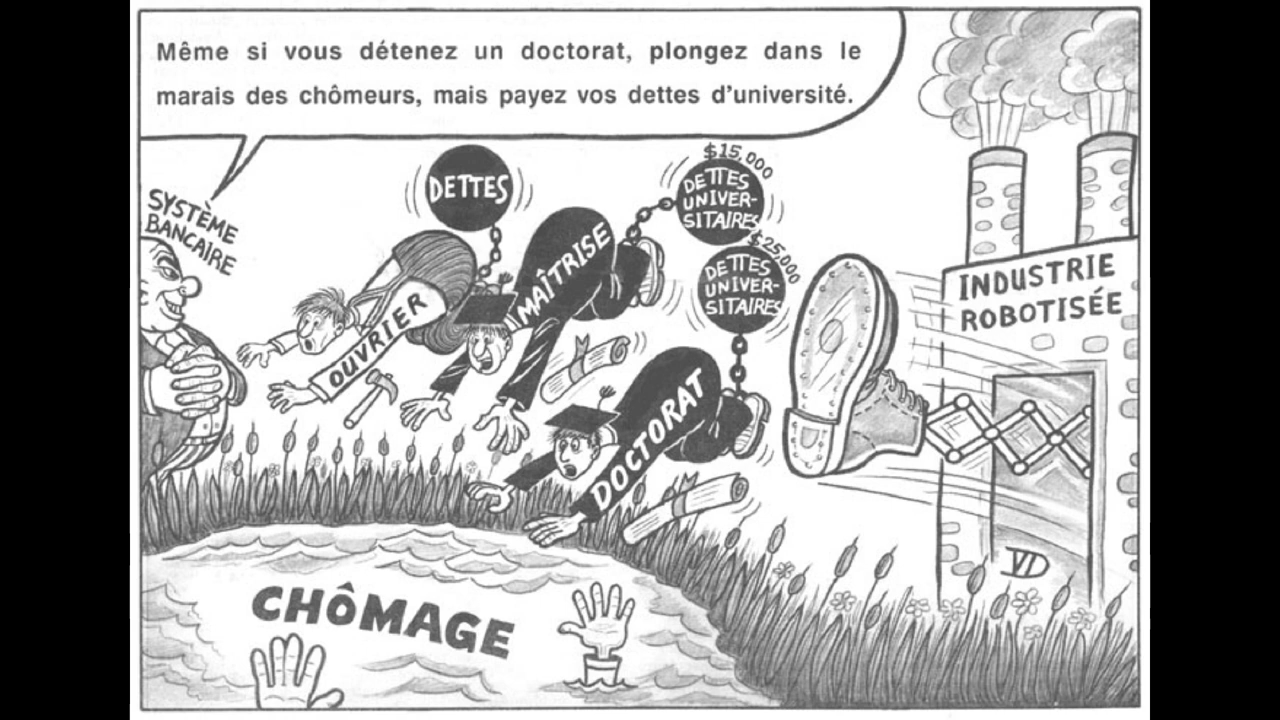 Même si vous détenez un doctorat, plongez dans le
marais des chômeurs, mais payez vos dettes d'université.
SYSTÈME
BANCAIRE
DETTES
OUVRIER
MAÎTRISE
$15,000
DETTES
UNIVER-
SITAIRES
$25,000
DETTES
UNIVER-
SITAIRES
DOCTORAT
INDUSTRIE
ROBOTISÉE
CHÔMAGE
VD